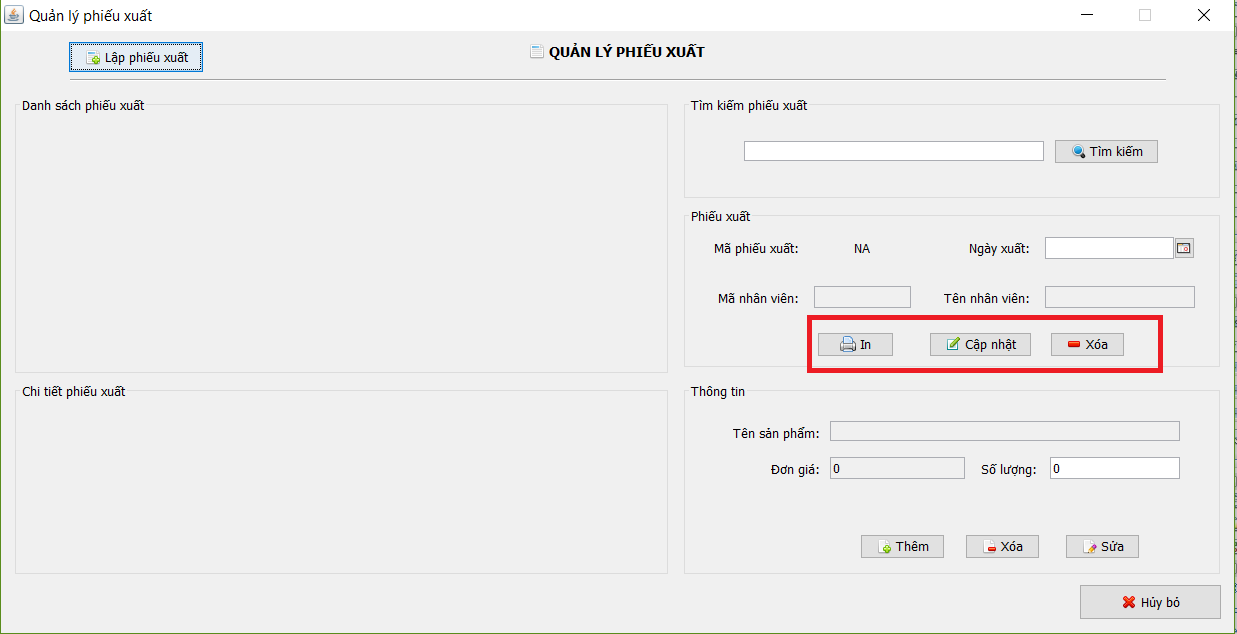 Quản lý phiếu xuất
Lập phiếu xuất
QUẢN LÝ PHIẾU XUẤT
Danh sách phiếu xuất
Tìm kiếm phiếu xuất
Tìm kiếm
Phiếu xuất
Mã phiếu xuất: NA Ngày xuất:
Mã nhân viên: Tên nhân viên:
In Cập nhật Xóa
Chi tiết phiếu xuất
Thông tin
Tên sản phẩm:
Đơn giá: 0 Số lượng: 0
Thêm Xóa Sửa
Hủy bỏ